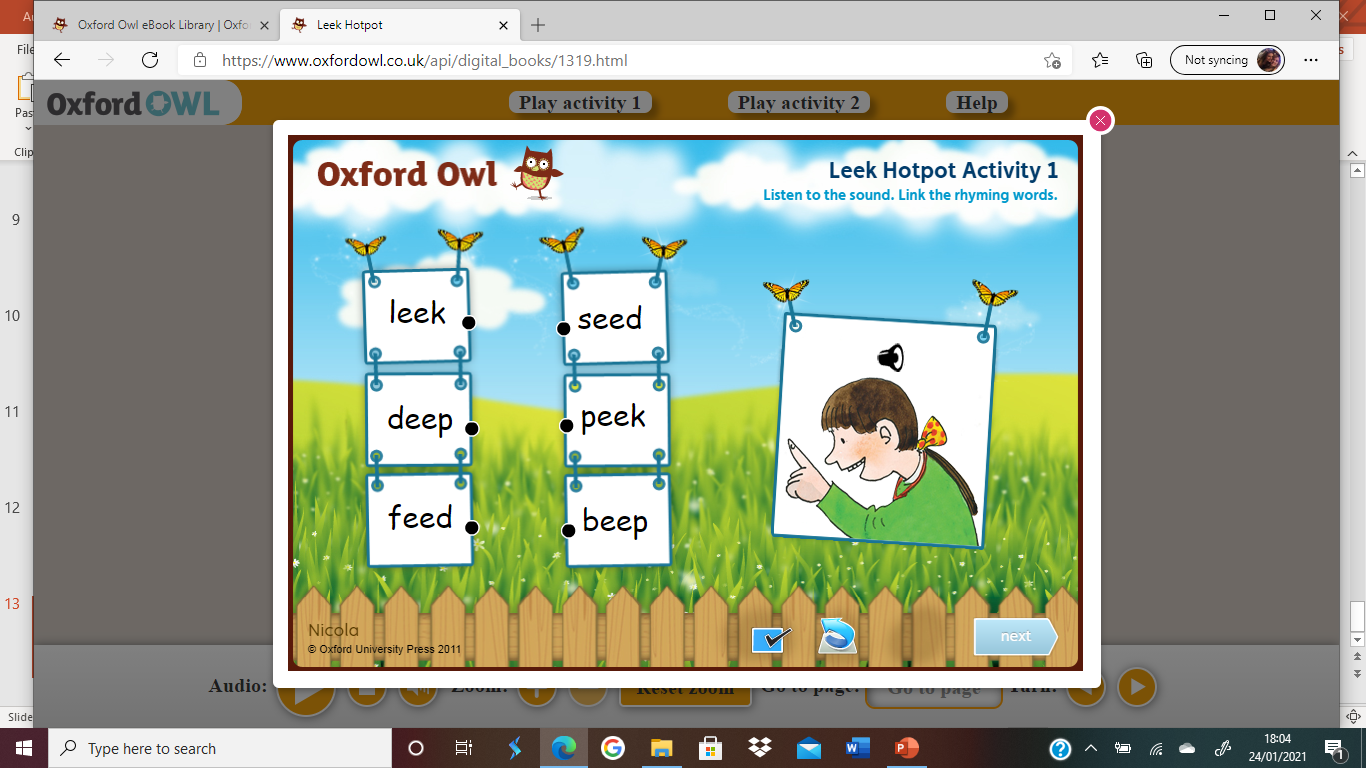 Oxford Owl eBook Library | Oxfo
Leek Hotpot
File
https://www.oxfordowl.co.uk/api/digital_books/1319.html
Not syncing
Oxford OWL
Play activity 1
Play activity 2
Help
Clip
Oxford Owl
Leek Hotpot Activity 1
Listen to the sound. Link the rhyming words.
leek
seed
deep
peek
feed
beep
9
10
11
12
13
Nicola
© Oxford University Press 2011
next
Audio:
Zoom:
Reset zoom
Go to page:
Go to page
Turn:
Slide
Type here to search
18:04
24/01/2021
1